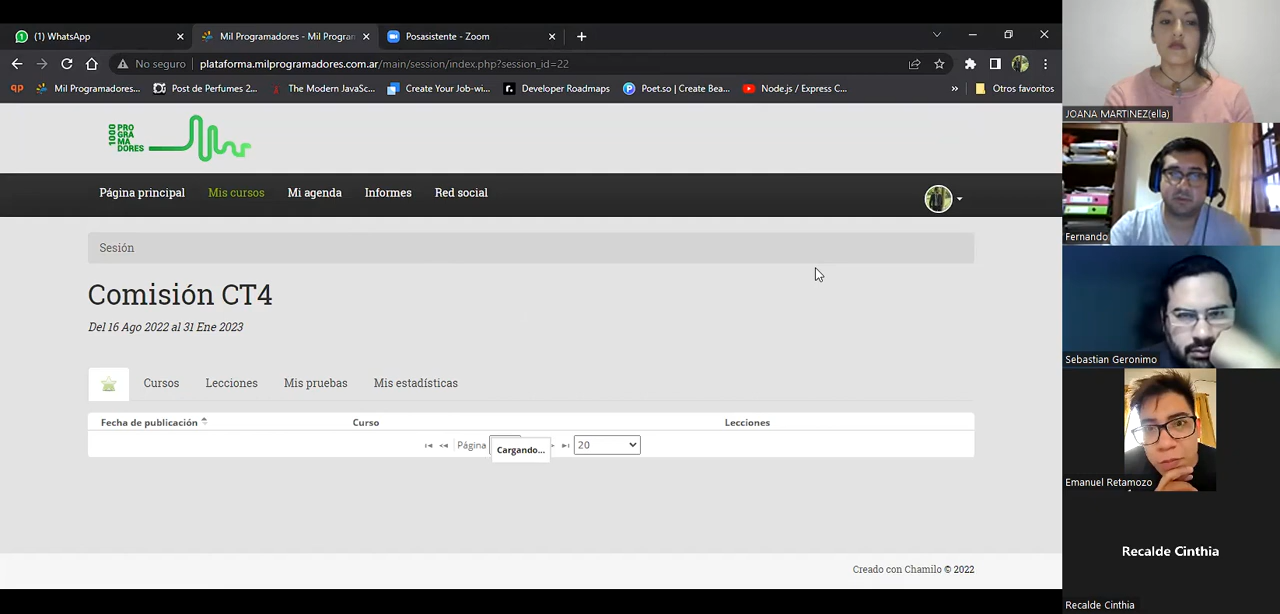 (1) WhatsApp
Mil Programadores - Mil Program
Posasistente - Zoom
No seguro
plataforma.milprogramadores.com.ar/main/session/index.php?session_id=22
qp
Mil Programadores...
Post de Perfumes 2...
The Modern JavaSc...
Create Your Job-wi...
Developer Roadmaps
Poet.so | Create Bea...
Node.js / Express C...
»
Otros favoritos
1000
PRO
GRA
MA
DORES
Página principal
Mis cursos
Mi agenda
Informes
Red social
Sesión
Comisión CT4
Del 16 Ago 2022 al 31 Ene 2023
Cursos
Lecciones
Mis pruebas
Mis estadísticas
Fecha de publicación
Curso
Lecciones
Página
Cargando...
20
Creado con Chamilo © 2022
JOANA MARTINEZ(ella)
Fernando
Sebastian Geronimo
Emanuel Retamozo
Recalde Cinthia
Recalde Cinthia